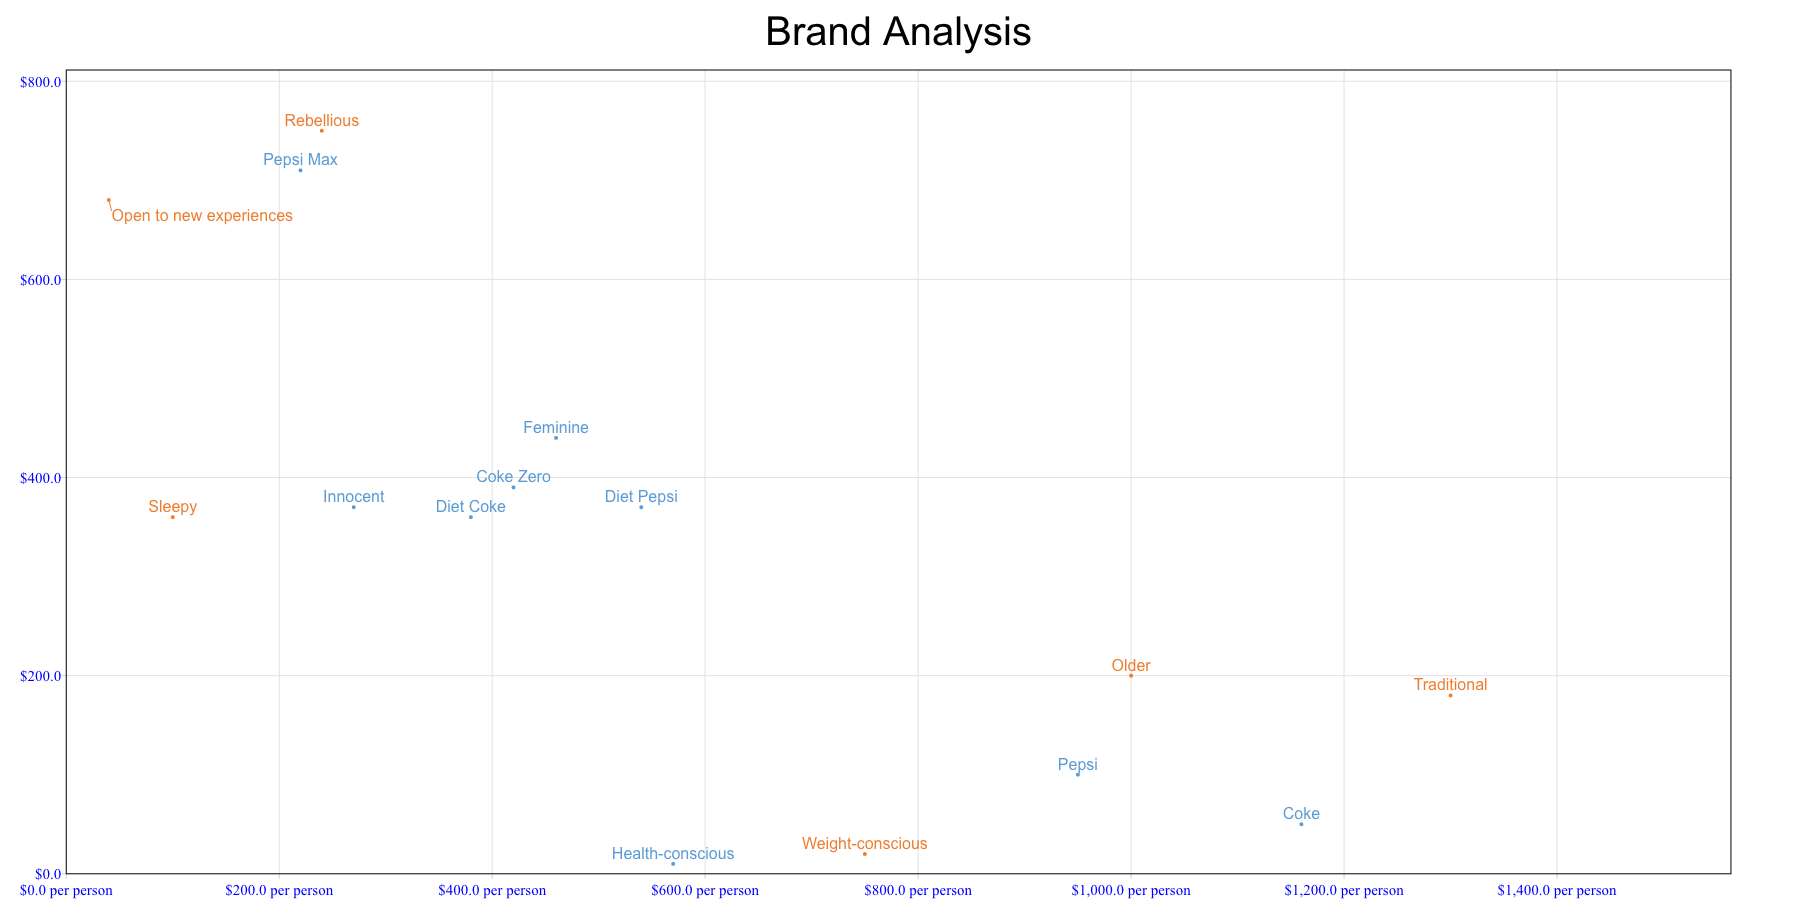 Brand Analysis
$800.0
Rebellious
Pepsi Max
Open to new experiences
$600.0
Feminine
$400.0
Coke Zero
Innocent
Diet Pepsi
Sleepy
Diet Coke
$200.0
Older
Traditional
Pepsi
Coke
Weight-conscious
Health-conscious
$0.0
$0.0 per person
$200.0 per person
$400.0 per person
$600.0 per person
$800.0 per person
$1,000.0 per person
$1,200.0 per person
$1,400.0 per person